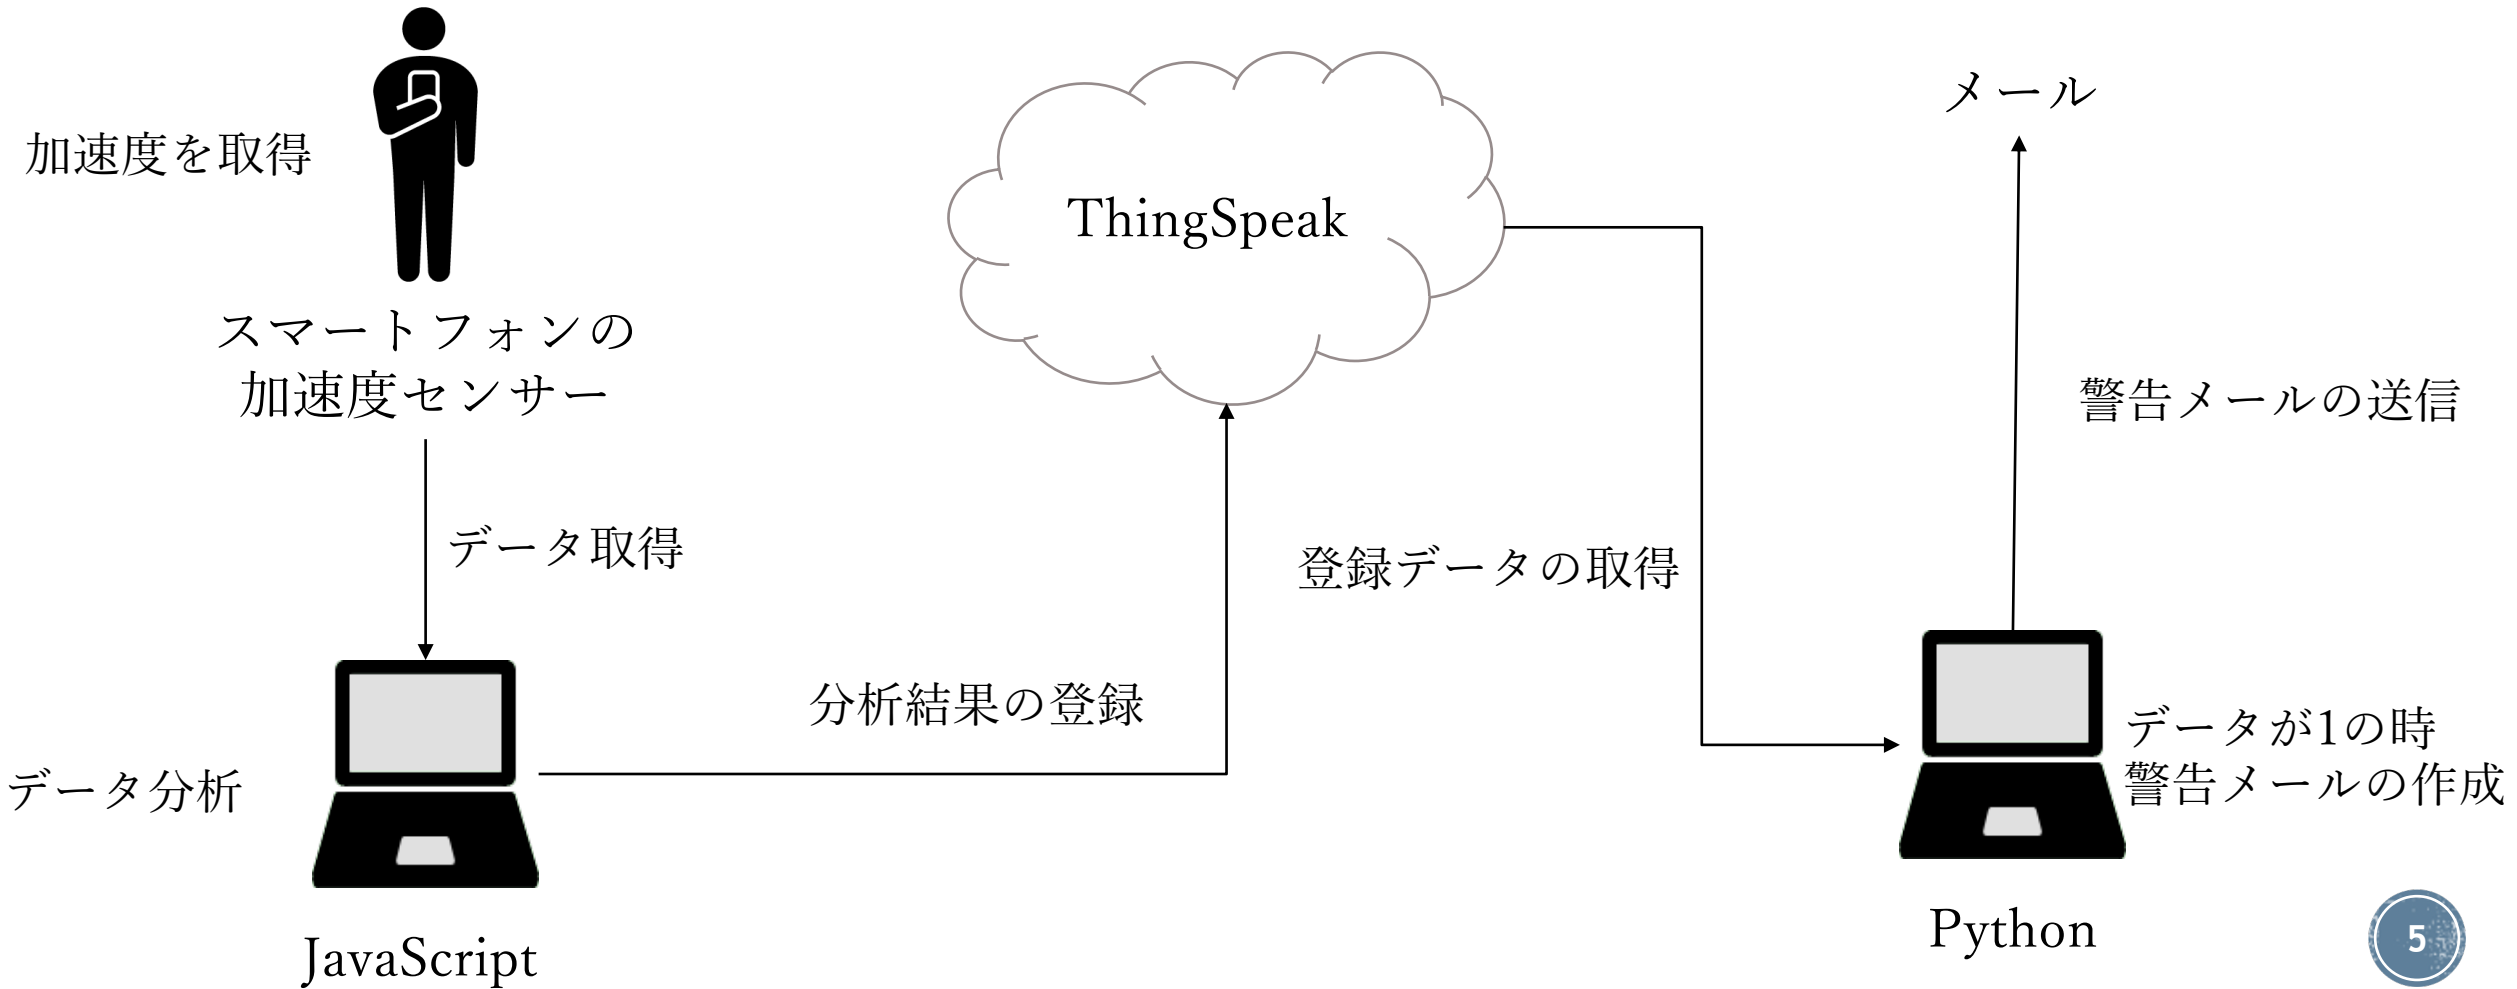 加速度を取得
スマートフォンの
加速度センサー
データ取得
データ分析
JavaScript
分析結果の登録
ThingSpeak
登録データの取得
メール
警告メールの送信
データが1の時
警告メールの作成
Python
5